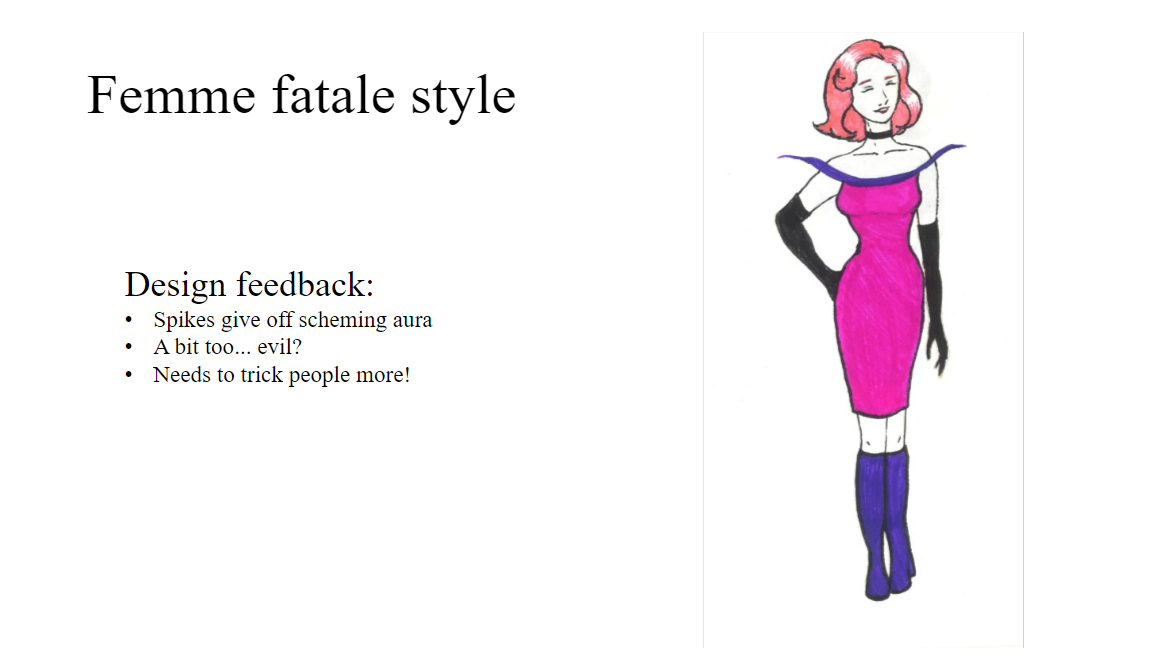 Femme fatale style
Design feedback:
• Spikes give off scheming aura
• A bit too... evil?
• Needs to trick people more!